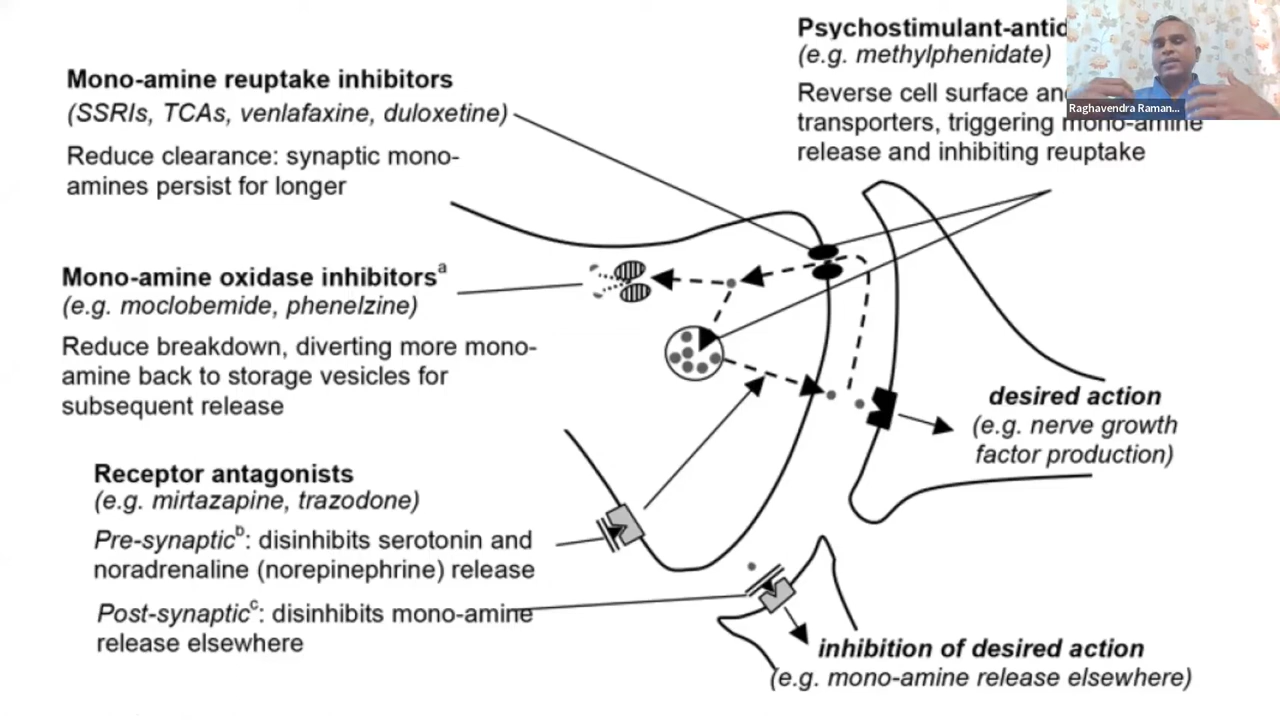 Mono-amine reuptake inhibitors
(SSRIs, TCAs, venlafaxine, duloxetine)
Reduce clearance: synaptic mono-
amines persist for longer
Psychostimulant-antid
(e.g. methylphenidate)
Reverse cell surface
transporters, triggering mono-amine
release and inhibiting reuptake
Raghavendra Raman...
Mono-amine oxidase inhibitorsª
(e.g. moclobemide, phenelzine)
Reduce breakdown, diverting more mono-
amine back to storage vesicles for
subsequent release
desired action
(e.g. nerve growth
factor production)
Receptor antagonists
(e.g. mirtazapine, trazodone)
Pre-synapticᵇ: disinhibits serotonin and
noradrenaline (norepinephrine) release
Post-synapticᶜ: disinhibits mono-amine
release elsewhere
inhibition of desired action
(e.g. mono-amine release elsewhere)